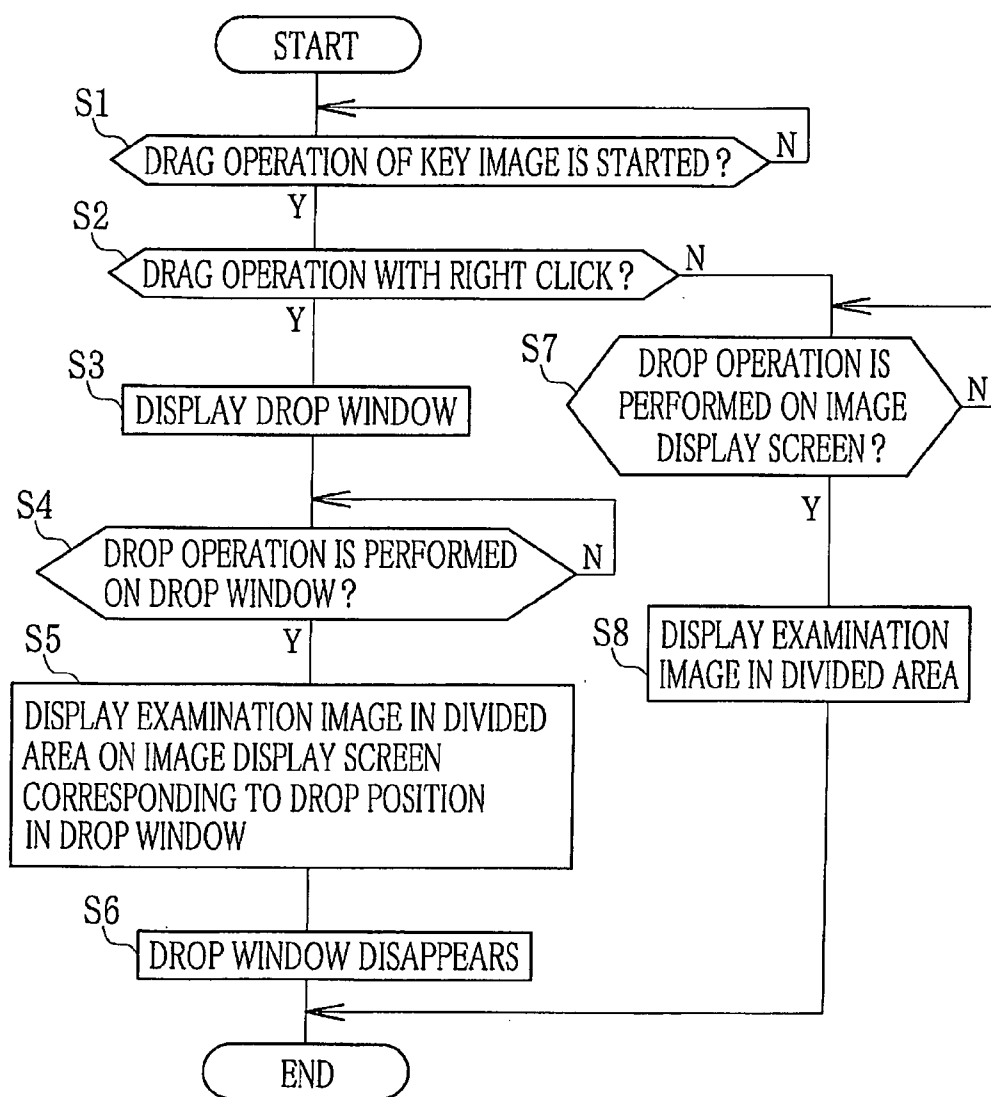 START
S1
DRAG OPERATION OF KEY IMAGE IS STARTED?
N
Y
S2
DRAG OPERATION WITH RIGHT CLICK?
N
Y
S3
DISPLAY DROP WINDOW
S7
DROP OPERATION IS
PERFORMED ON IMAGE
DISPLAY SCREEN?
N
Y
S4
DROP OPERATION IS PERFORMED
ON DROP WINDOW?
N
Y
S8
DISPLAY EXAMINATION
IMAGE IN DIVIDED AREA
S5
DISPLAY EXAMINATION IMAGE IN DIVIDED
AREA ON IMAGE DISPLAY SCREEN
CORRESPONDING TO DROP POSITION
IN DROP WINDOW
S6
DROP WINDOW DISAPPEARS
END